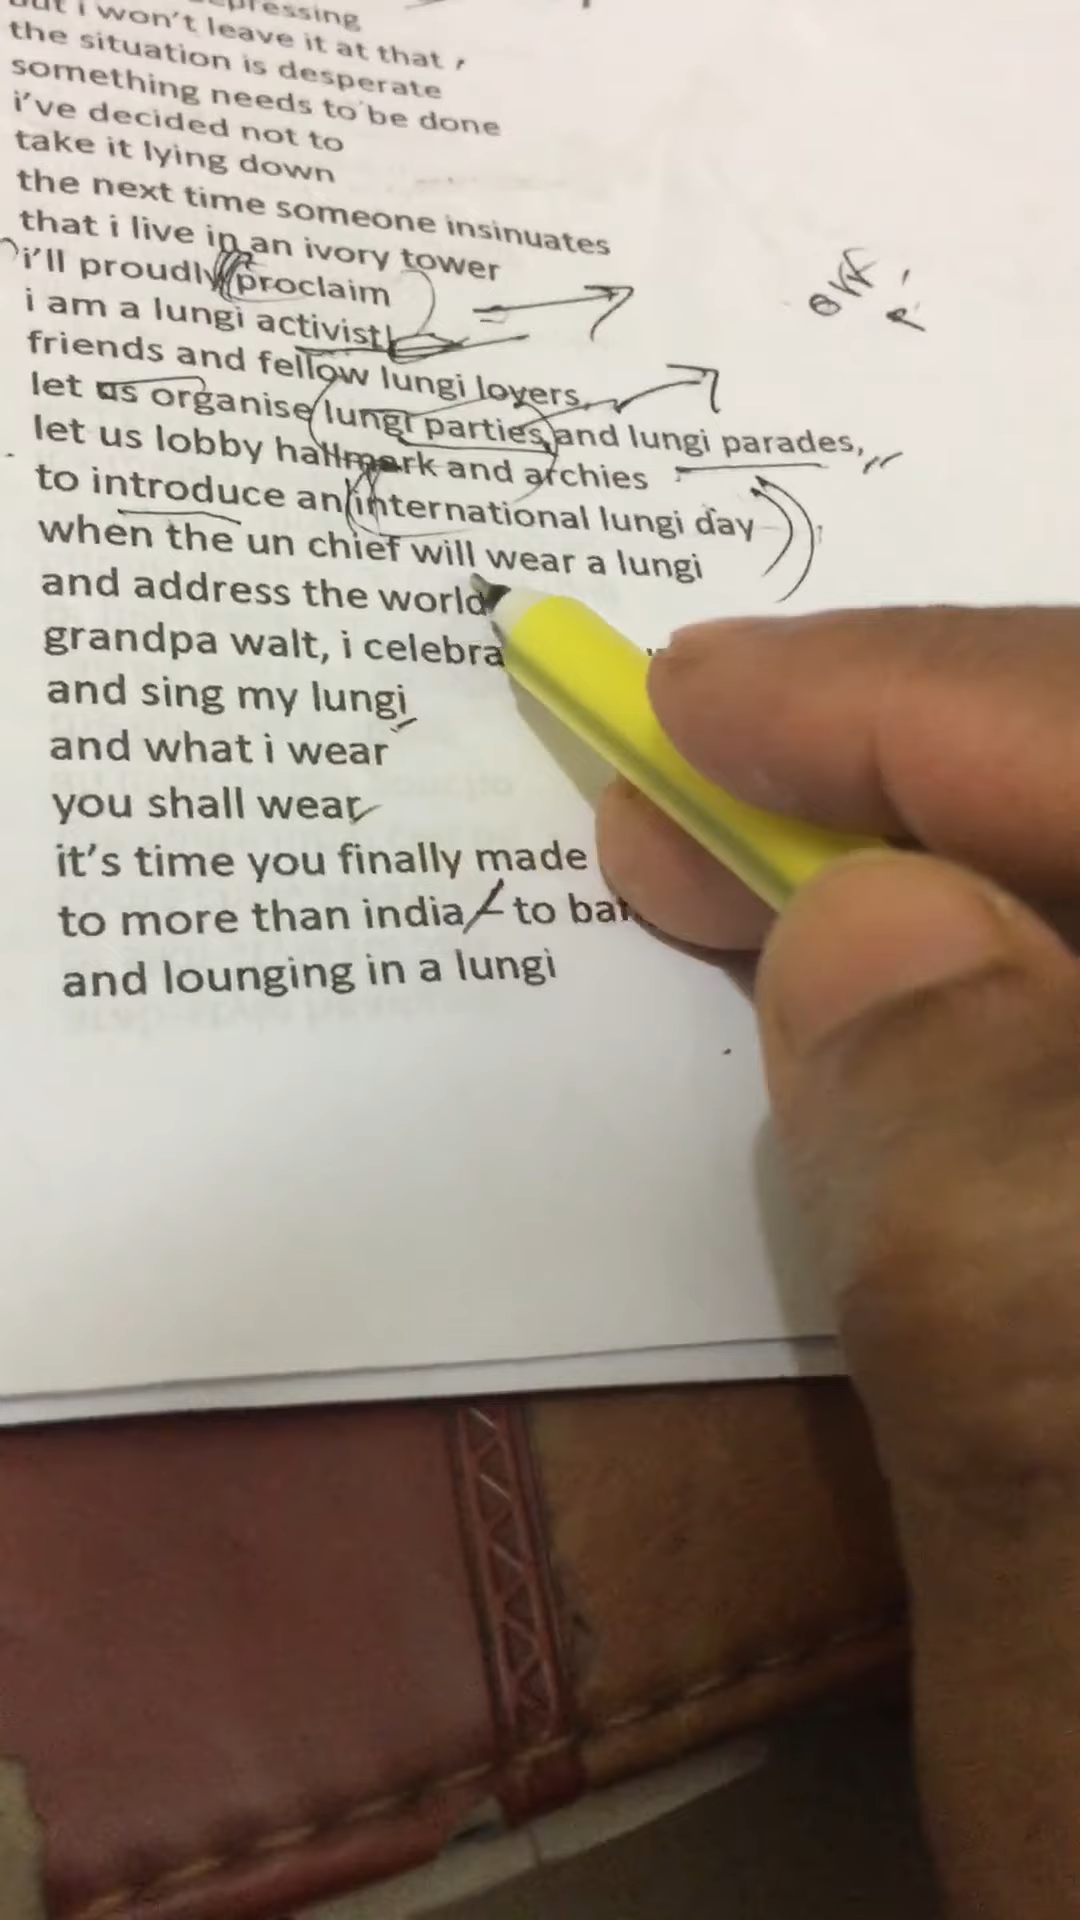 but i won't leave it at that
the situation is desperate
something needs to be done
i've decided not to
take it lying down
the next time someone insinuates
that i live in an ivory tower
i'll proudly proclaim
i am a lungi activist!
friends and fellow lungi lovers,
let us organise lungi parties, and lungi parades,
let us lobby hallmark and archies
to introduce an international lungi day
when the un chief will wear a lungi
and address the world
grandpa walt, i celebra
and sing my lungi
and what i wear
you shall wear
it's time you finally made
to more than india to
and lounging in a lungi